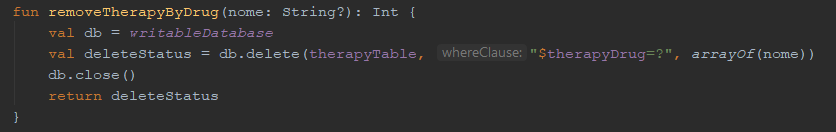 fun removeTherapyByDrug(nome: String?): Int {
    val db = writableDatabase
    val deleteStatus = db.delete(therapyTable, whereClause: "$therapyDrug=?", arrayOf(nome))
    db.close()
    return deleteStatus
}